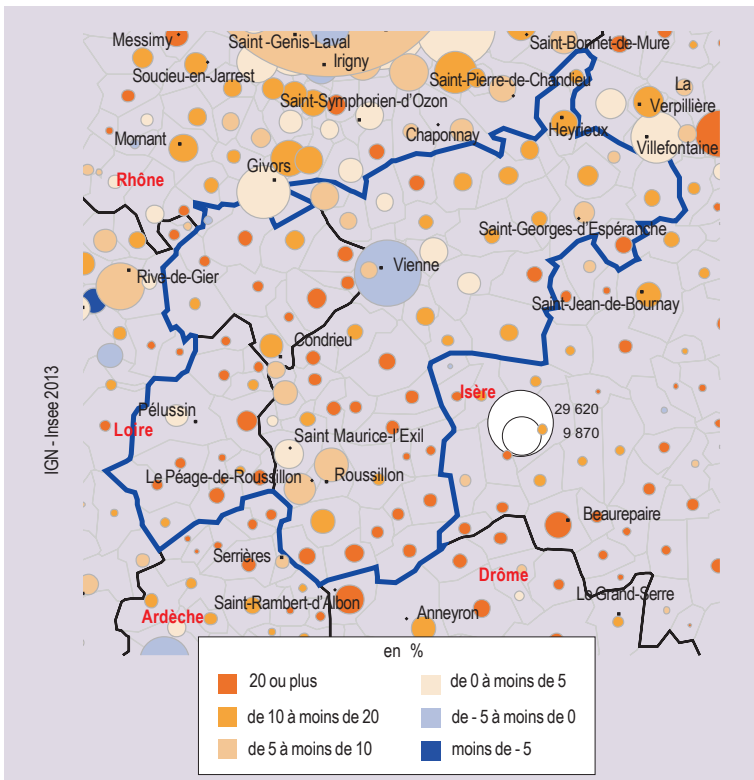 Messimy
Saint -Genis-Laval
Saint-Bonnet-de-Mure
Irigny
Soucieu-en-Jarrest
Saint-Pierre-de-Chandieu
La
Verpillière
Saint-Symphorien-d'Ozon
Chaponnay
Heyrieux
Mornant
Villefontaine
Givors
Rhône
Saint-Georges-d'Espéranche
Vienne
Rive-de-Gier
Saint-Jean-de-Bournay
Condrieu
Isère
29 620
Pélussin
9 870
Loire
Saint Maurice-l'Exil
Le Péage-de-Roussillon
Roussillon
IGN - Insee 2013
Beaurepaire
Serrières
Drôme
Saint-Rambert-d'Albon
Le Grand-Serre
Ardèche
Anneyron
en %
20 ou plus
de 0 à moins de 5
de 10 à moins de 20
de - 5 à moins de 0
de 5 à moins de 10
moins de - 5